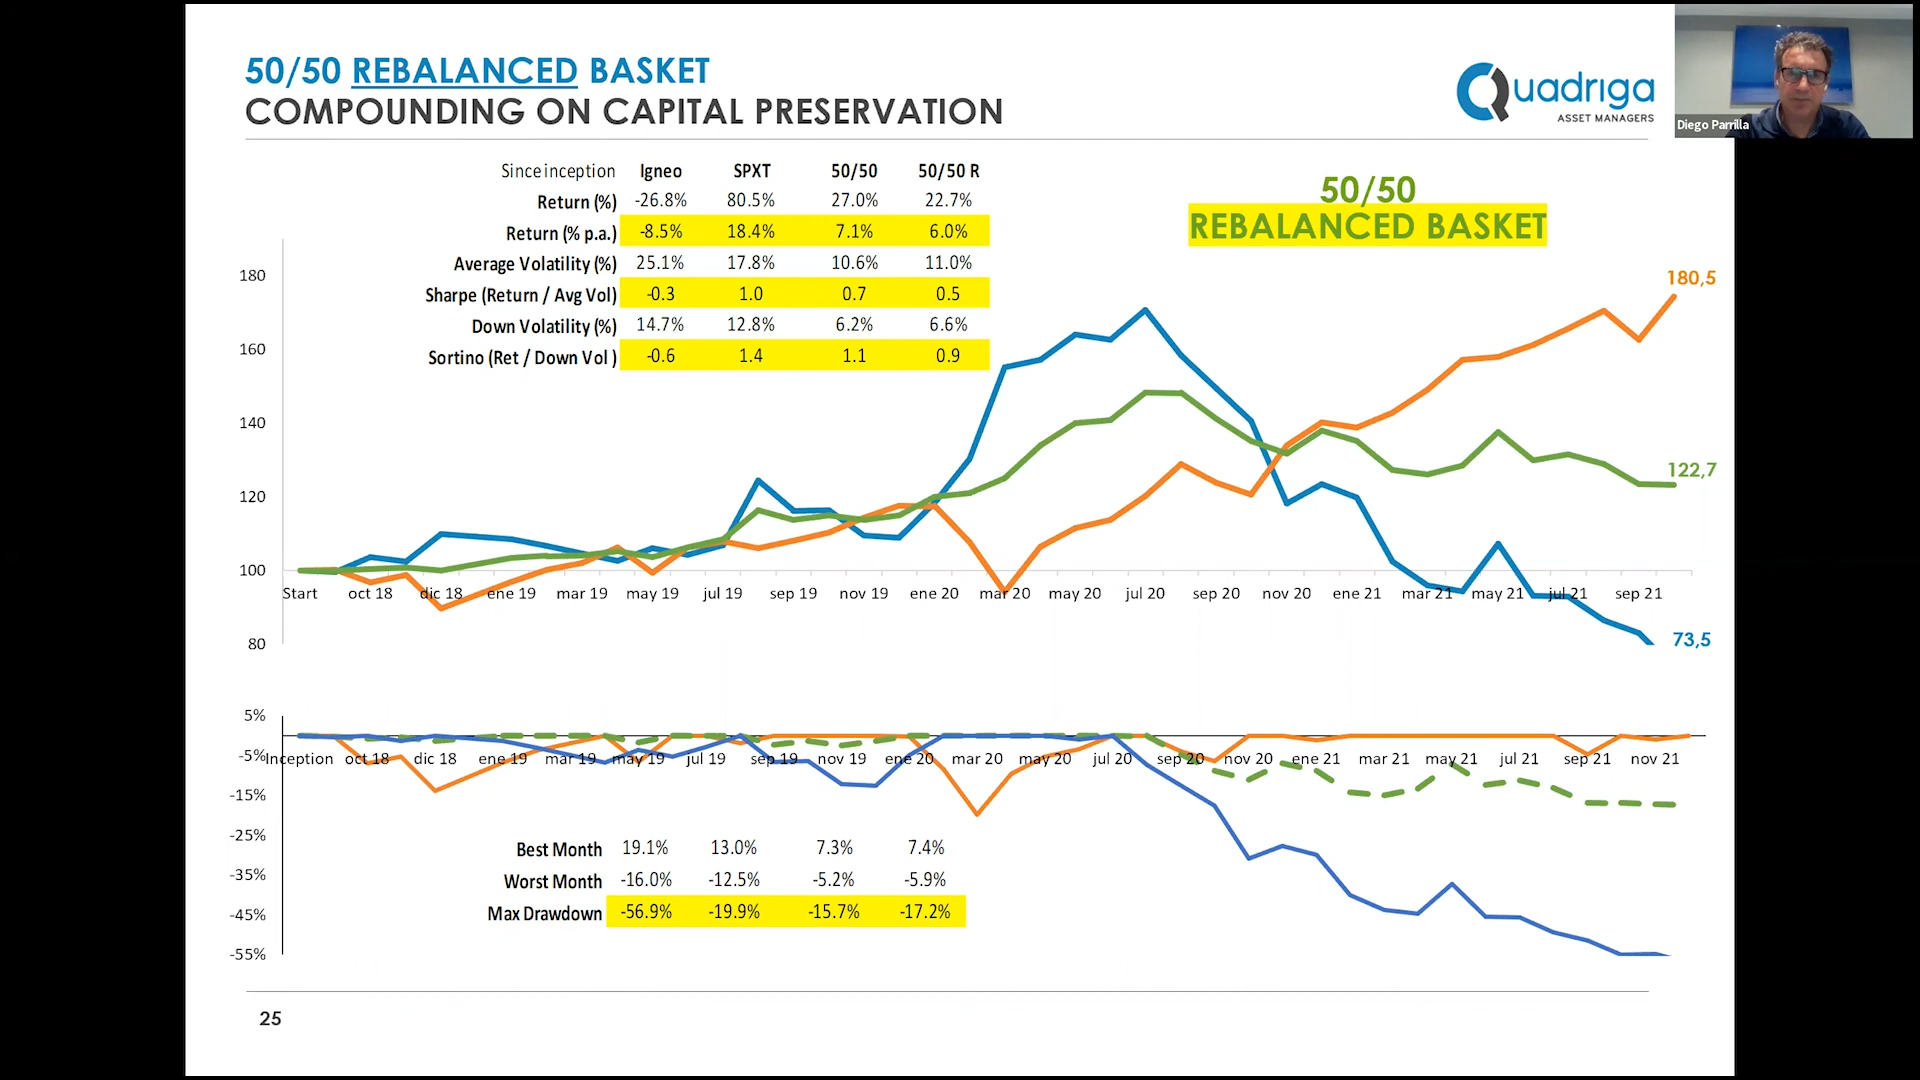 50/50 REBALANCED BASKET
COMPOUNDING ON CAPITAL PRESERVATION
Quadriga
ASSET MANAGERS
Diego Parrilla
Since inception Igneo SPXT 50/50 50/50 R
Return (%) -26.8% 80.5% 27.0% 22.7%
Return (% p.a.) -8.5% 18.4% 7.1% 6.0%
Average Volatility (%) 25.1% 17.8% 10.6% 11.0%
Sharpe (Return / Avg Vol) -0.3 1.0 0.7 0.5
Down Volatility (%) 14.7% 12.8% 6.2% 6.6%
Sortino (Ret / Down Vol ) -0.6 1.4 1.1 0.9
50/50
REBALANCED BASKET
180
160
140
120
100
80
180,5
122,7
73,5
Start oct 18 dic 18 ene 19 mar 19 may 19 jul 19 sep 19 nov 19 ene 20 mar 20 may 20 jul 20 sep 20 nov 20 ene 21 mar 21 may 21 jul 21 sep 21
5%
-5%
-15%
-25%
-35%
-45%
-55%
Inception oct 18 dic 18 ene 19 mar 19 may 19 jul 19 sep 19 nov 19 ene 20 mar 20 may 20 jul 20 sep 20 nov 20 ene 21 mar 21 may 21 jul 21 sep 21 nov 21
Best Month 19.1% 13.0% 7.3% 7.4%
Worst Month -16.0% -12.5% -5.2% -5.9%
Max Drawdown -56.9% -19.9% -15.7% -17.2%
25